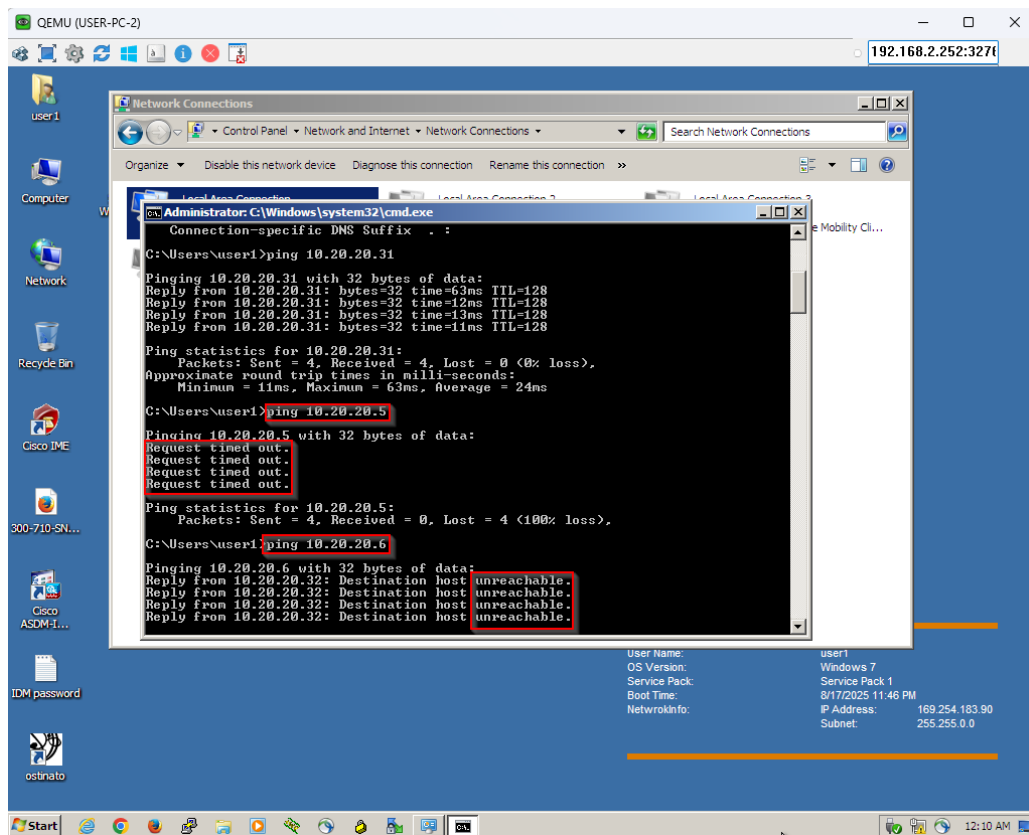 QEMU (USER-PC-2)
192.168.2.252:3276
user1
Computer
Network
Recycle Bin
Cisco IME
300-710-SN...
Cisco
ASDM-I...
IDM password
ostinato
Network Connections
Control Panel Network and Internet Network Connections
Search Network Connections
Organize Disable this network device Diagnose this connection Rename this connection »
Local Area Connection Local Area Connection 2 Local Area Connection 3
W
e Mobility Cli...
Administrator: C:\Windows\system32\cmd.exe
Connection-specific DNS Suffix . :
C:\Users\user1>ping 10.20.20.31
Pinging 10.20.20.31 with 32 bytes of data:
Reply from 10.20.20.31: bytes=32 time=63ms TTL=128
Reply from 10.20.20.31: bytes=32 time=12ms TTL=128
Reply from 10.20.20.31: bytes=32 time=13ms TTL=128
Reply from 10.20.20.31: bytes=32 time=11ms TTL=128
Ping statistics for 10.20.20.31:
Packets: Sent = 4, Received = 4, Lost = 0 (0% loss),
Approximate round trip times in milli-seconds:
Minimum = 11ms, Maximum = 63ms, Average = 24ms
C:\Users\user1>ping 10.20.20.5
Pinging 10.20.20.5 with 32 bytes of data:
Request timed out.
Request timed out.
Request timed out.
Request timed out.
Ping statistics for 10.20.20.5:
Packets: Sent = 4, Received = 0, Lost = 4 (100% loss),
C:\Users\user1>ping 10.20.20.6
Pinging 10.20.20.6 with 32 bytes of data:
Reply from 10.20.20.32: Destination host unreachable.
Reply from 10.20.20.32: Destination host unreachable.
Reply from 10.20.20.32: Destination host unreachable.
Reply from 10.20.20.32: Destination host unreachable.
User Name: user1
OS Version: Windows 7
Service Pack: Service Pack 1
Boot Time: 8/17/2025 11:46 PM
NetwrokInfo: IP Address: 169.254.183.90
Subnet: 255.255.0.0
Start
12:10 AM